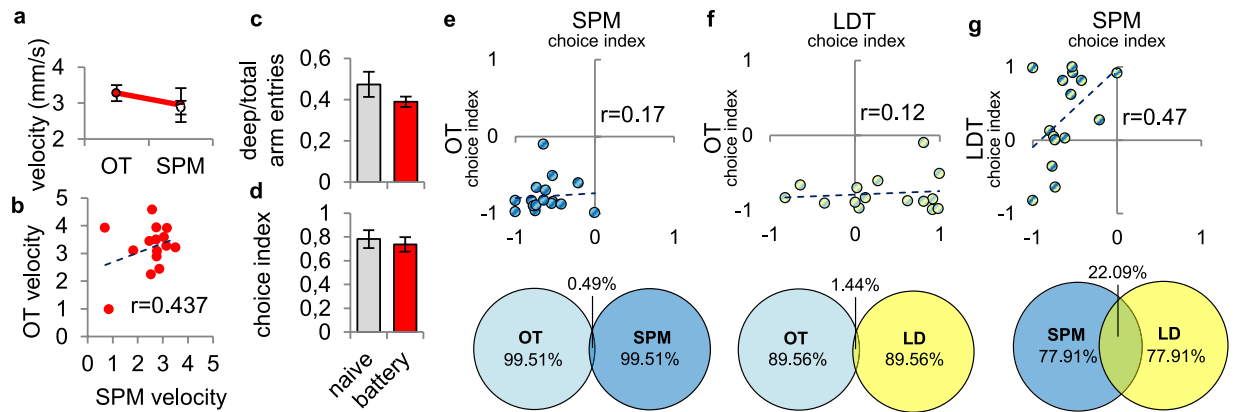 a
velocity (mm/s)
4
3
2
OT SPM
b
OT velocity
5
4
3
2
1
0
r=0.437
0 1 2 3 4 5
SPM velocity
c
deep/total
arm entries
0,6
0,4
0,2
0
d
choice index
1
0,8
0,6
0,4
0,2
0
naive
battery
e
SPM
choice index
OT
choice index
1
0
-1
r=0.17
-1 0 1
0.49%
OT
99.51%
SPM
99.51%
f
LDT
choice index
OT
choice index
1
0
-1
r=0.12
-1 0 1
1.44%
OT
89.56%
LD
89.56%
g
SPM
choice index
LDT
choice index
1
0
-1
r=0.47
-1 0 1
22.09%
SPM
77.91%
LD
77.91%